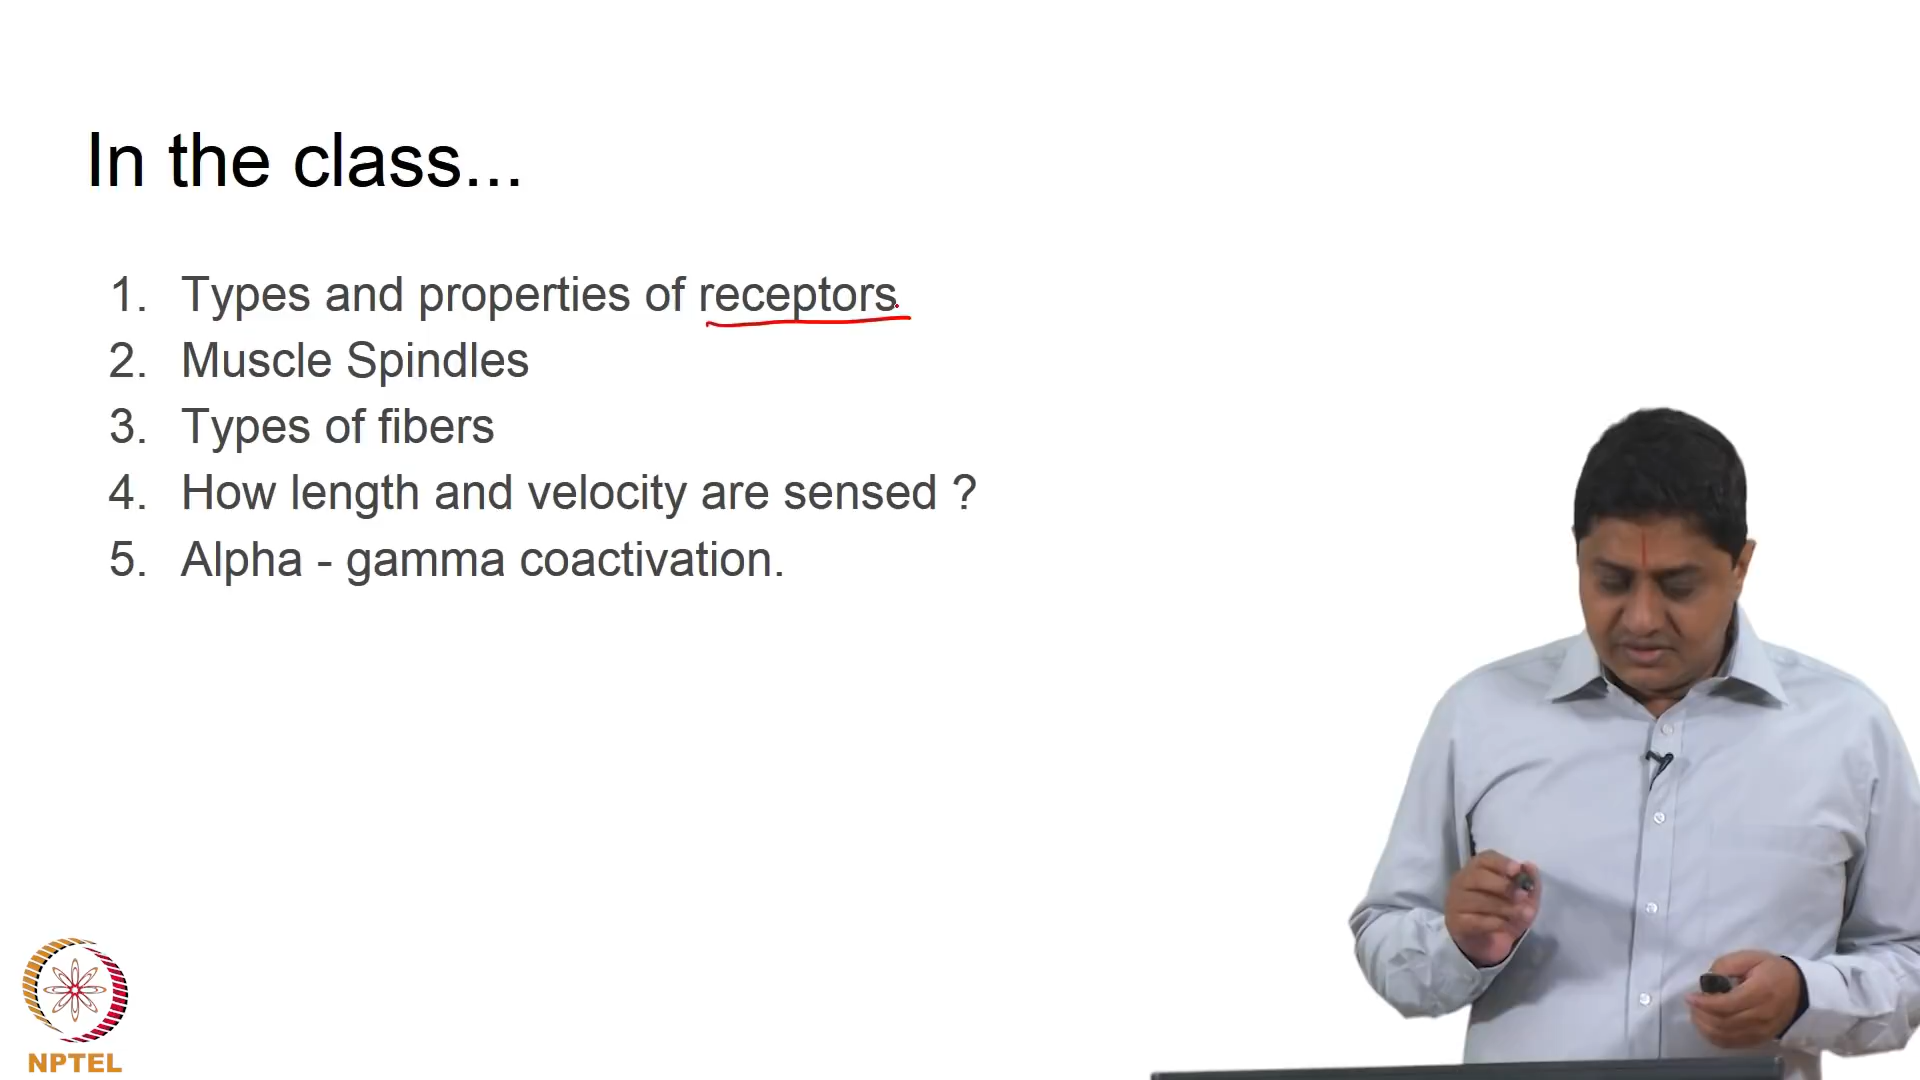 In the class...
1. Types and properties of receptors
2. Muscle Spindles
3. Types of fibers
4. How length and velocity are sensed ?
5. Alpha - gamma coactivation.
NPTEL